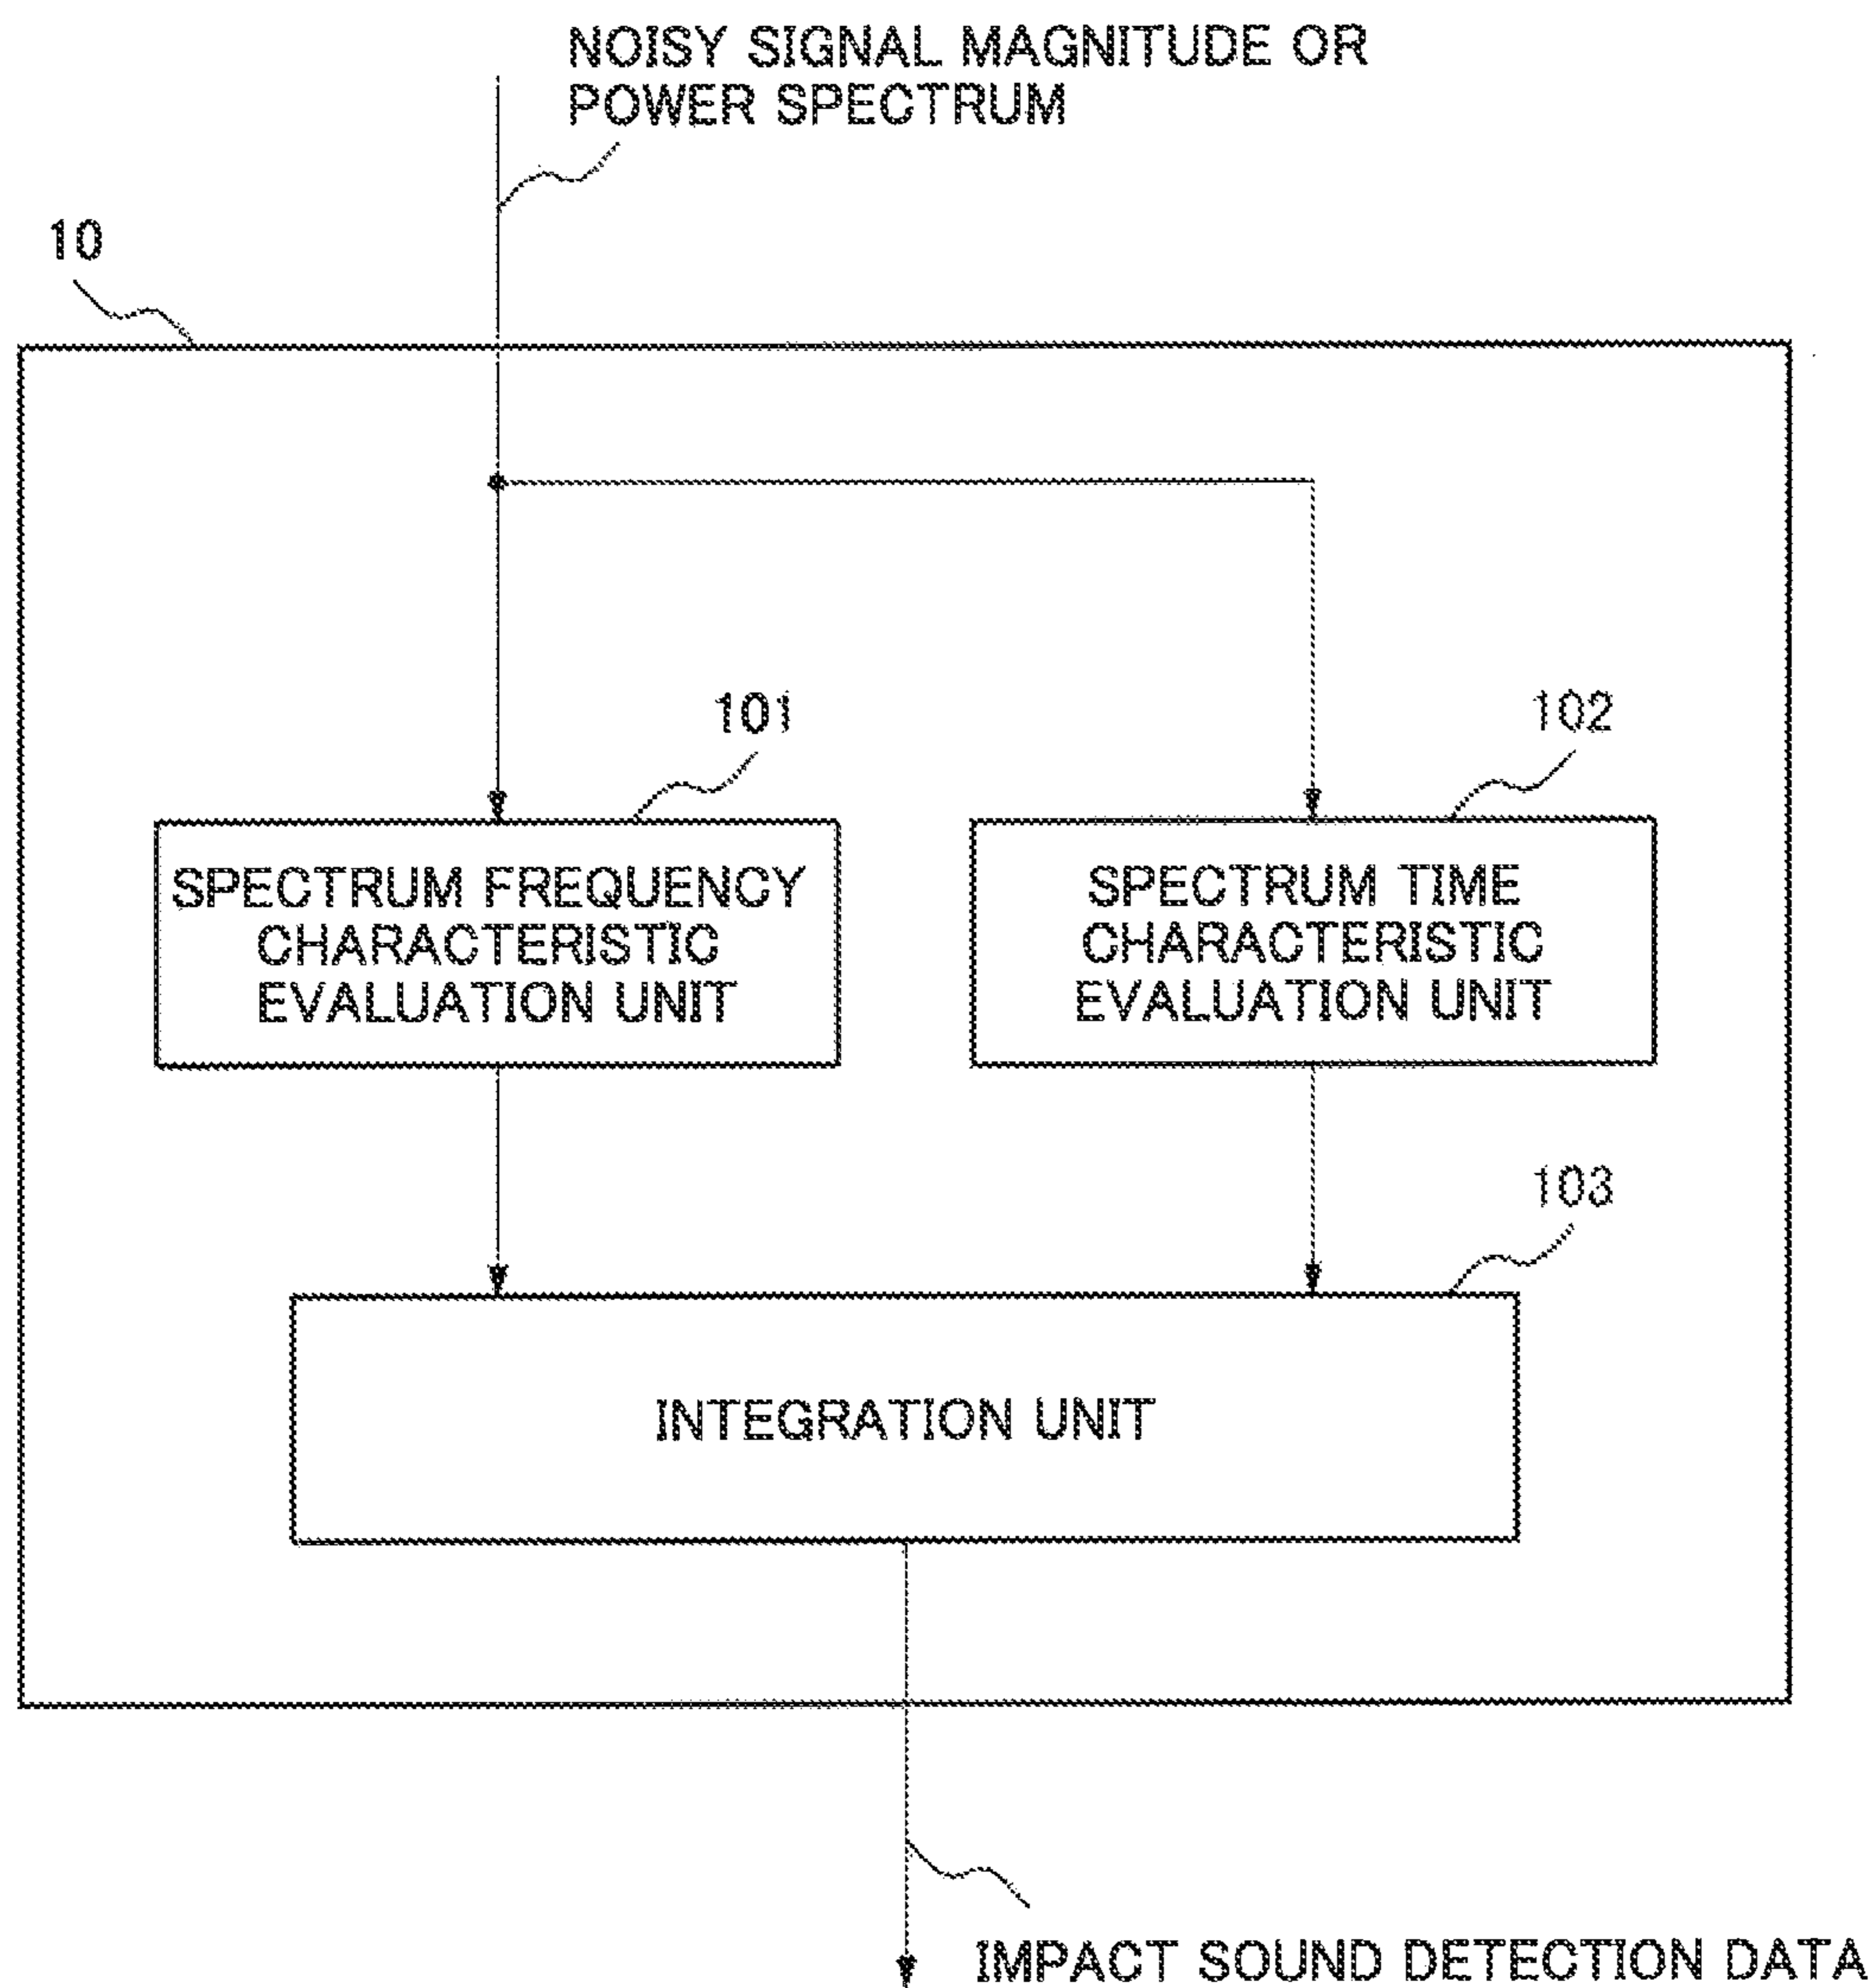 NOISY SIGNAL MAGNITUDE OR
POWER SPECTRUM
10
101
102
SPECTRUM FREQUENCY
CHARACTERISTIC
EVALUATION UNIT
SPECTRUM TIME
CHARACTERISTIC
EVALUATION UNIT
103
INTEGRATION UNIT
IMPACT SOUND DETECTION DATA